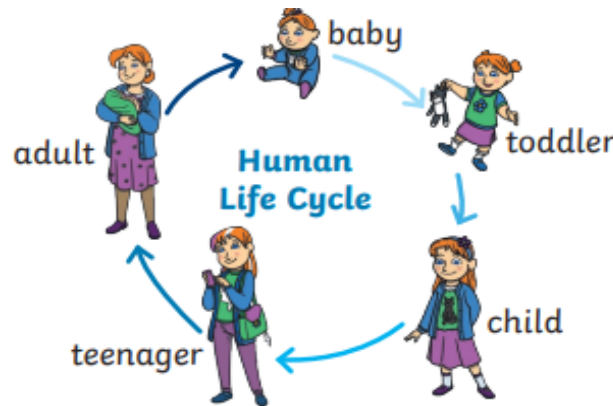 baby
toddler
child
teenager
adult
Human
Life Cycle